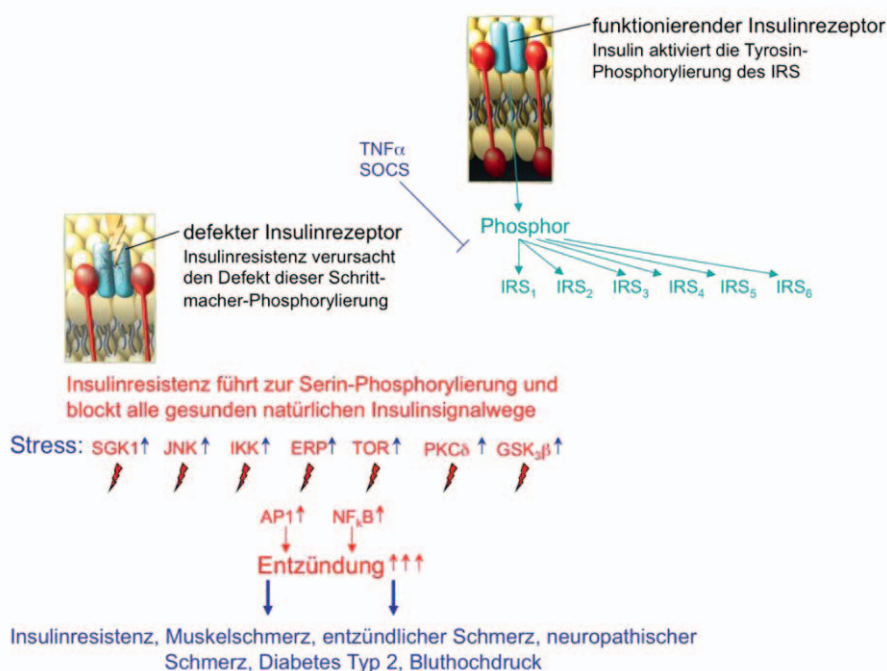 funktionierender Insulinrezeptor
Insulin aktiviert die Tyrosin-
Phosphorylierung des IRS
TNFα
SOCS
Phosphor
IRS₁ IRS₂ IRS₃ IRS₄ IRS₅ IRS₆
defekter Insulinrezeptor
Insulinresistenz verursacht
den Defekt dieser Schritt-
macher-Phosphorylierung
Insulinresistenz führt zur Serin-Phosphorylierung und
blockt alle gesunden natürlichen Insulinsignalwege
Stress: SGK1↑ JNK↑ IKK↑ ERP↑ TOR↑ PKCδ↑ GSK₃β↑
AP1↑ NFₖB↑
Entzündung↑↑↑
Insulinresistenz, Muskelschmerz, entzündlicher Schmerz, neuropathischer
Schmerz, Diabetes Typ 2, Bluthochdruck